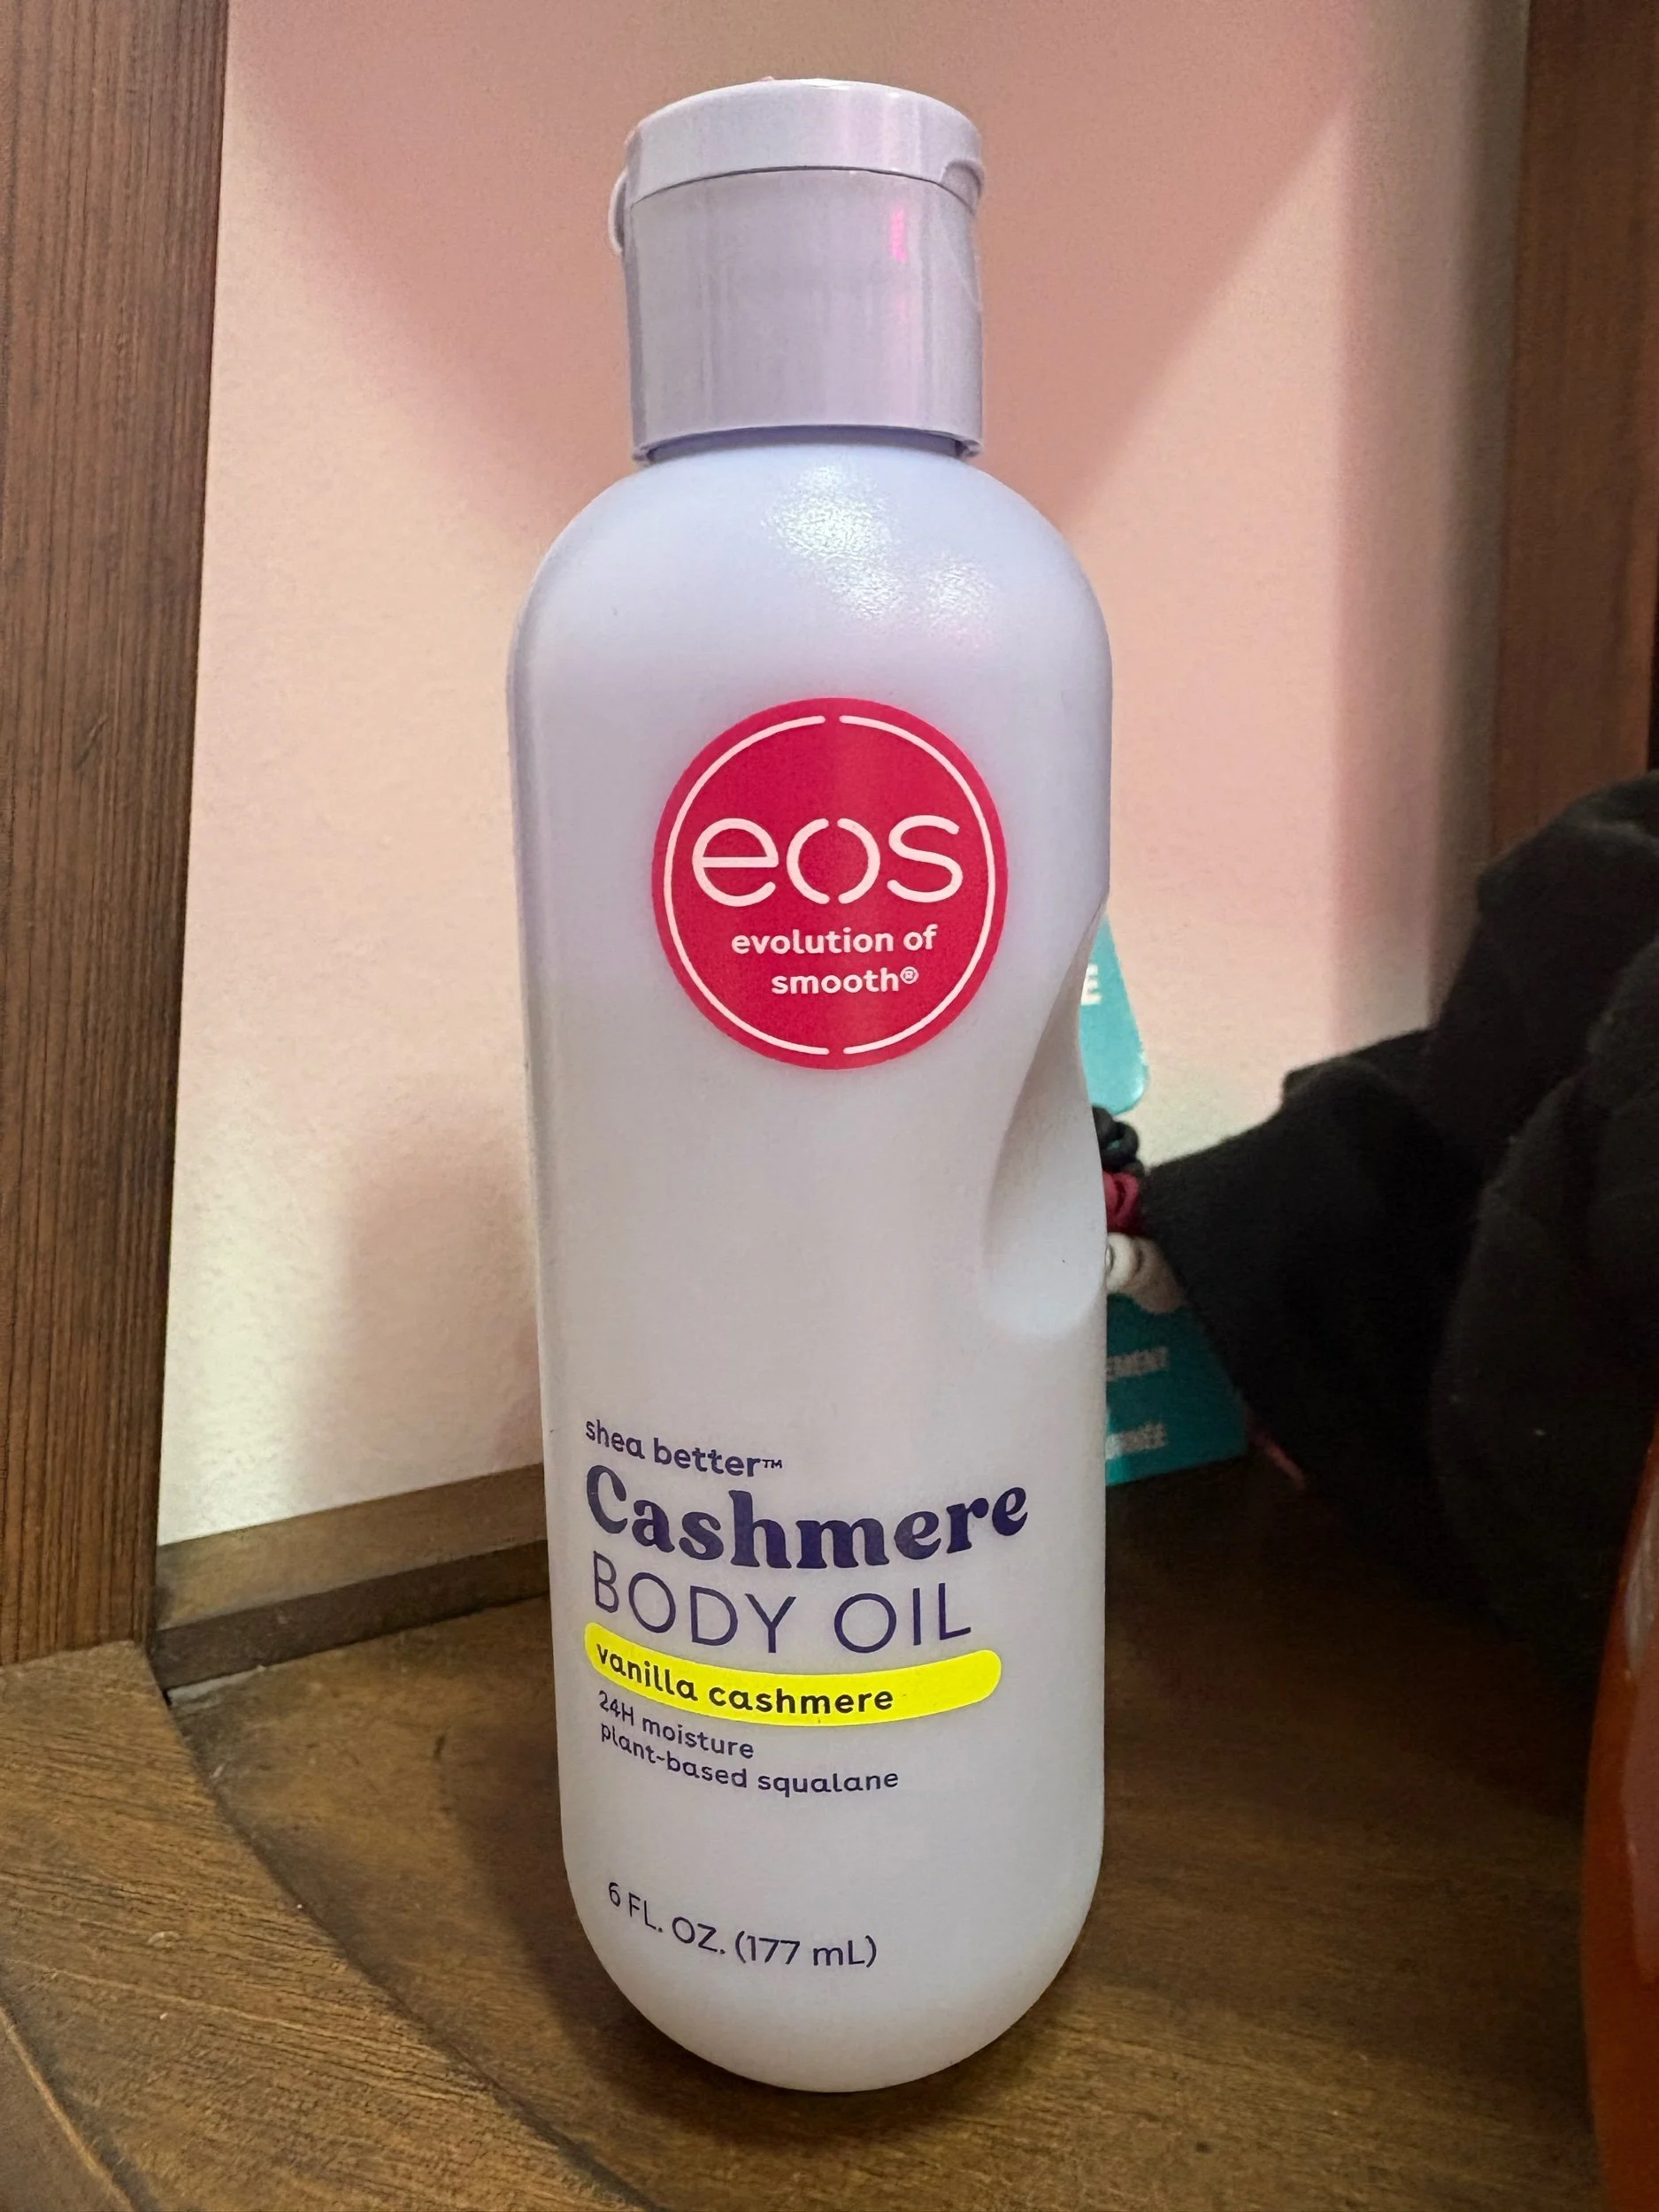 eos
evolution of
smooth®
shea better™
Cashmere
BODY OIL
vanilla cashmere
24H moisture
plant-based squalane
6 FL. OZ. (177 mL)